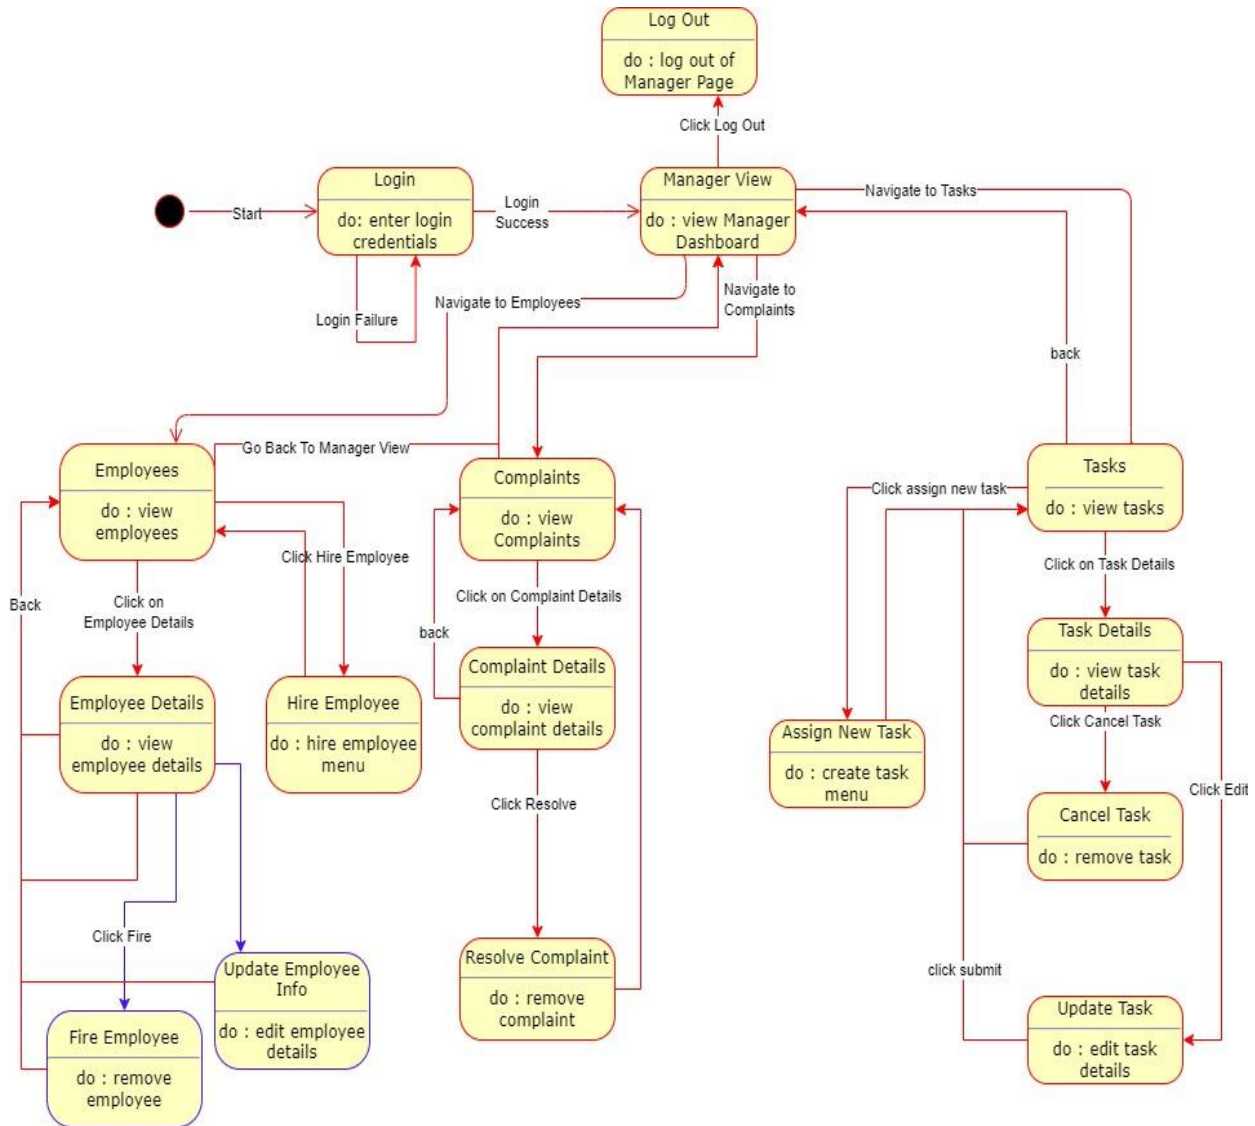 Log Out
do : log out of
Manager Page
Click Log Out
Login
do: enter login
credentials
Start
Login
Success
Manager View
do : view Manager
Dashboard
Navigate to Tasks
Login Failure
Navigate to Employees
Navigate to
Complaints
back
Go Back To Manager View
Employees
do : view
employees
Complaints
do : view
Complaints
Tasks
do : view tasks
Click assign new task
Click Hire Employee
Back
Click on
Employee Details
Click on Complaint Details
back
Click on Task Details
Employee Details
do : view
employee details
Hire Employee
do : hire employee
menu
Complaint Details
do : view
complaint details
Task Details
do : view task
details
Click Cancel Task
Assign New Task
do : create task
menu
Click Resolve
Click Edit
Cancel Task
do : remove task
Click Fire
Update Employee
Info
do : edit employee
details
Fire Employee
do : remove
employee
Resolve Complaint
do : remove
complaint
click submit
Update Task
do : edit task
details